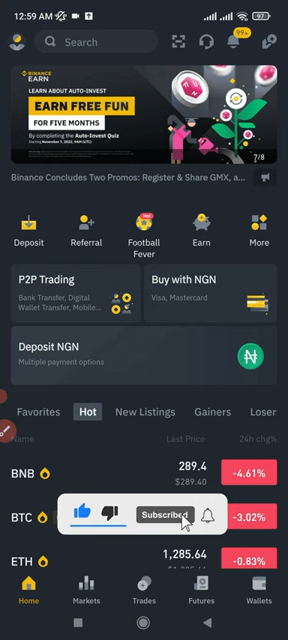 12:59 AM
97
Search
99+
BINANCE
EARN
LEARN ABOUT AUTO-INVEST
EARN FREE FUN
FOR FIVE MONTHS
By completing the Auto-Invest Quiz
7/8
Binance Concludes Two Promos: Register & Share GMX, a...
Deposit
Referral
Hot
Football
Fever
Earn
More
P2P Trading
Bank Transfer, Digital
Wallet Transfer, Mobile...
Buy with NGN
Visa, Mastercard
Deposit NGN
Multiple payment options
Favorites
Hot
New Listings
Gainers
Loser
Name
Last Price
24h chg%
BNB
289.4
$289.40
-4.61%
BTC
-3.02%
Subscribed
ETH
1,285.64
-0.83%
Home
Markets
Trades
Futures
Wallets